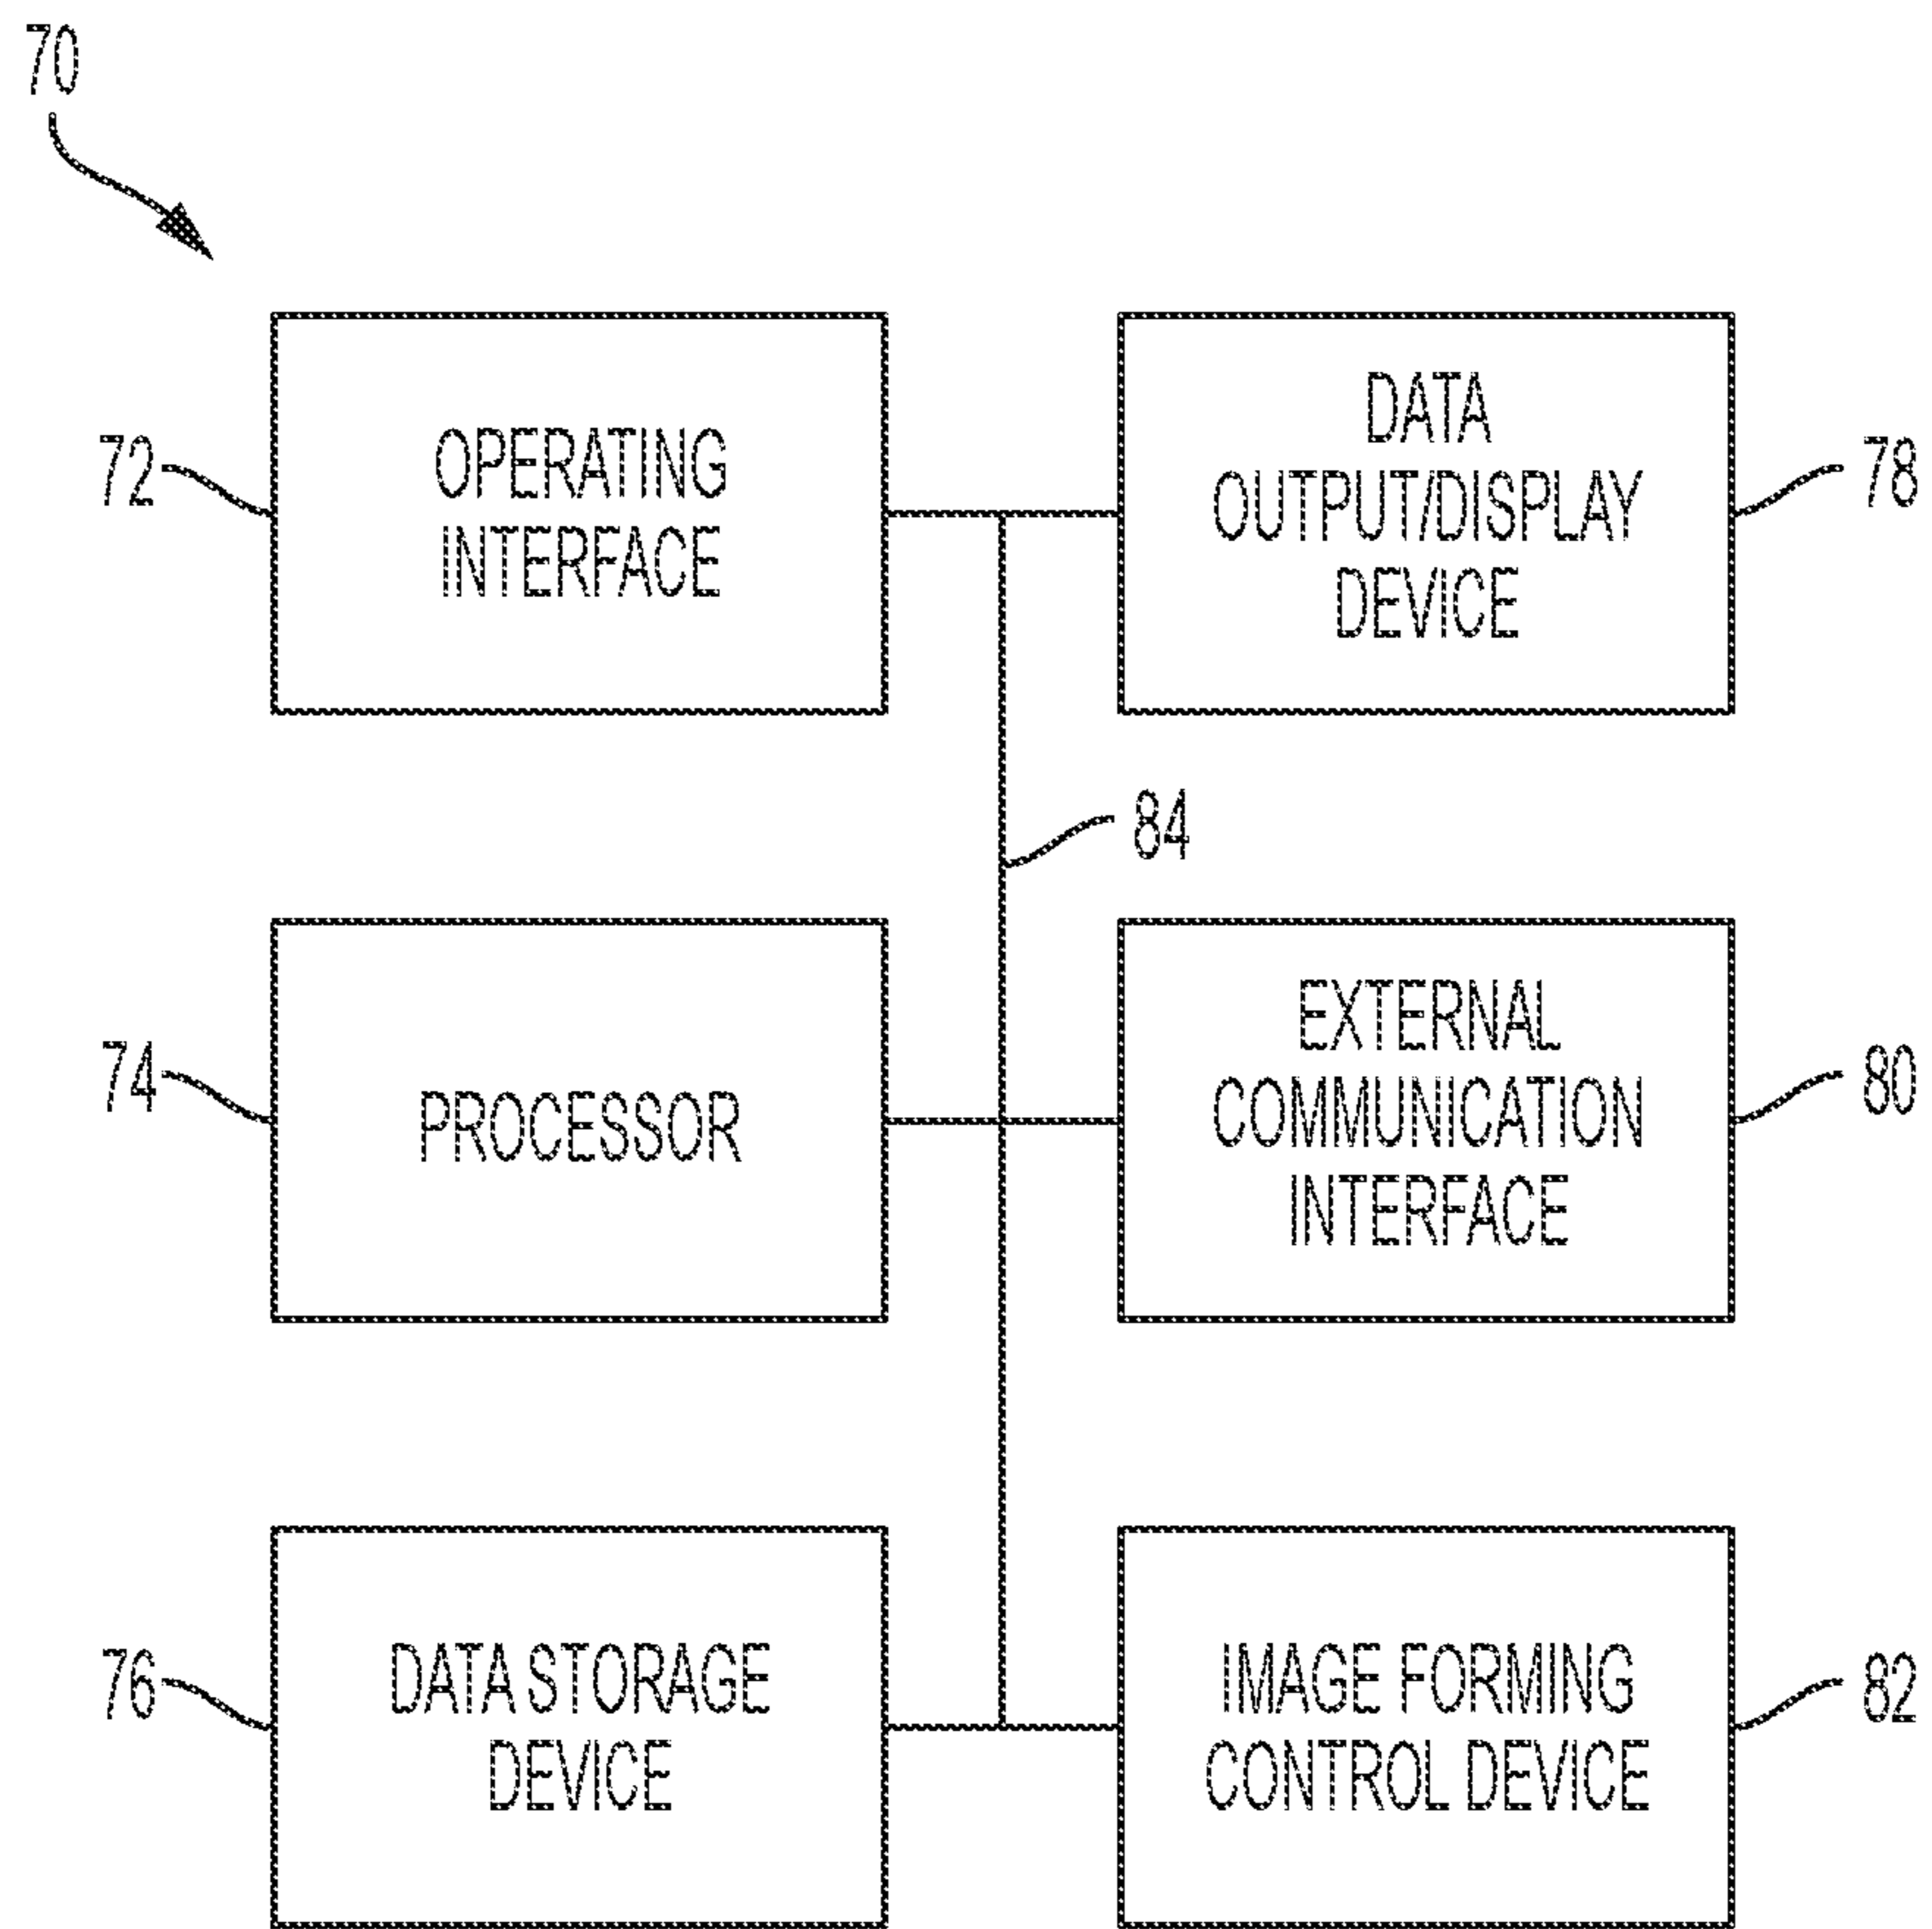 70
72
OPERATING
INTERFACE
DATA
OUTPUT/DISPLAY
DEVICE
78
84
74
PROCESSOR
EXTERNAL
COMMUNICATION
INTERFACE
80
76
DATA STORAGE
DEVICE
IMAGE FORMING
CONTROL DEVICE
82